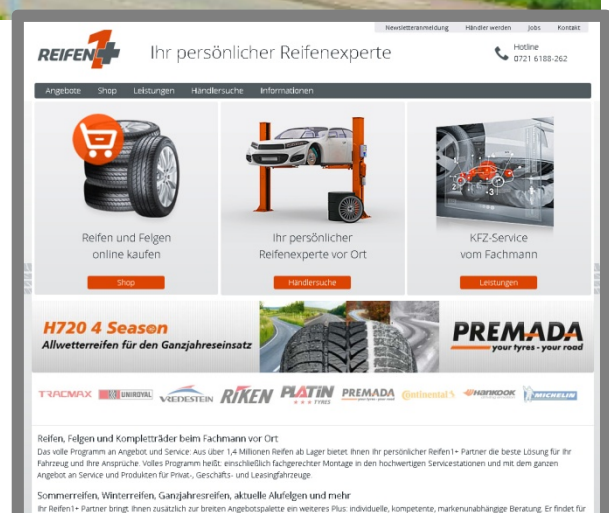 Newsletteranmeldung Händler werden Jobs Kontakt
REIFEN1+
Ihr persönlicher Reifenexperte
Hotline
0721 6188-262
Angebote Shop Leistungen Händlersuche Informationen
Reifen und Felgen
online kaufen
Shop
Ihr persönlicher
Reifenexperte vor Ort
Händlersuche
KFZ-Service
vom Fachmann
Leistungen
H720 4 Season
Allwetterreifen für den Ganzjahreseinsatz
PREMADA
your tyres - your road
TRACMAX UNIROYAL VREDESTEIN RIKEN PLATIN TYRES PREMADA Continental HANKOOK MICHELIN
Reifen, Felgen und Kompletträder beim Fachmann vor Ort
Das volle Programm an Angebot und Service: Aus über 1,4 Millionen Reifen ab Lager bietet Ihnen Ihr persönlicher Reifen1+ Partner die beste Lösung für Ihr
Fahrzeug und Ihre Ansprüche. Volles Programm heißt: einschließlich fachgerechter Montage in den hochwertigen Servicestationen und mit dem ganzen
Angebot an Service und Produkten für Privat-, Geschäfts- und Leasingfahrzeuge.
Sommerreifen, Winterreifen, Ganzjahresreifen, aktuelle Alufelgen und mehr
Ihr Reifen1+ Partner bringt Ihnen zusätzlich zur breiten Angebotspalette ein weiteres Plus: individuelle, kompetente, markenunabhängige Beratung. Er findet für